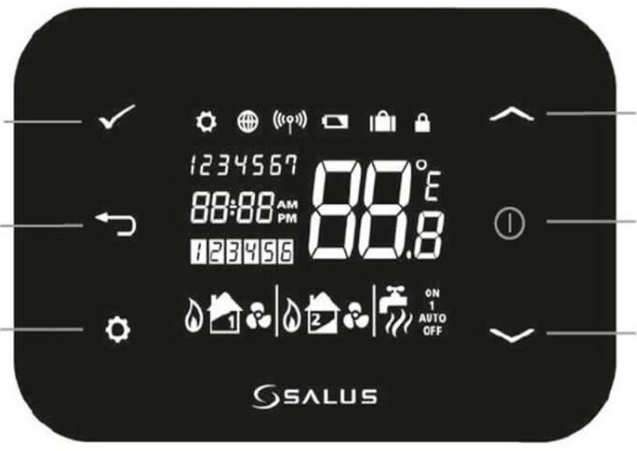 1234567
88:88 AM PM
88.8°E
123456
1
2
ON
1
AUTO
OFF
SALUS